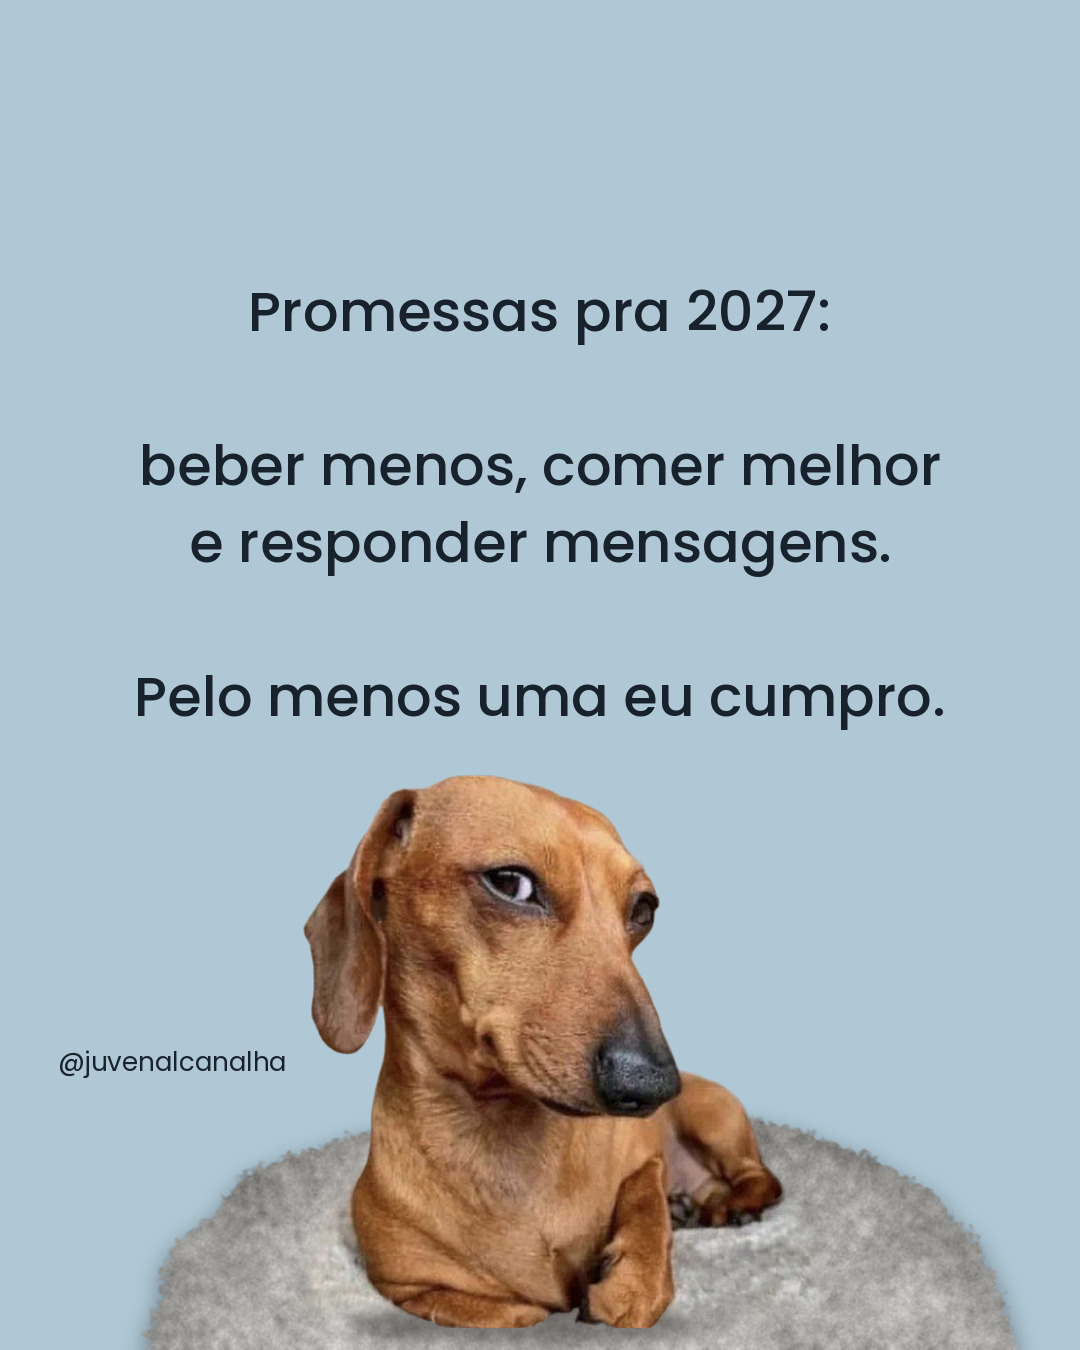 Promessas pra 2027:
beber menos, comer melhor
e responder mensagens.
Pelo menos uma eu cumpro.
@juvenalcanalha